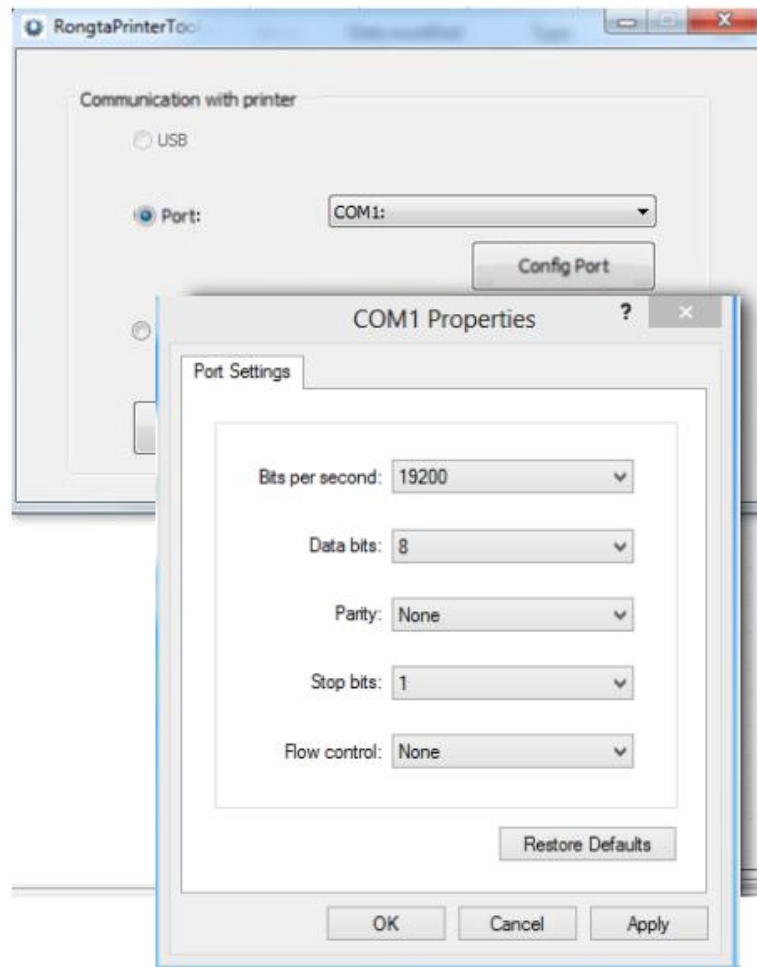 RongtaPrinterTool
Communication with printer
USB
Port: COM1:
Config Port
COM1 Properties ?
Port Settings
Bits per second: 19200
Data bits: 8
Parity: None
Stop bits: 1
Flow control: None
Restore Defaults
OK Cancel Apply